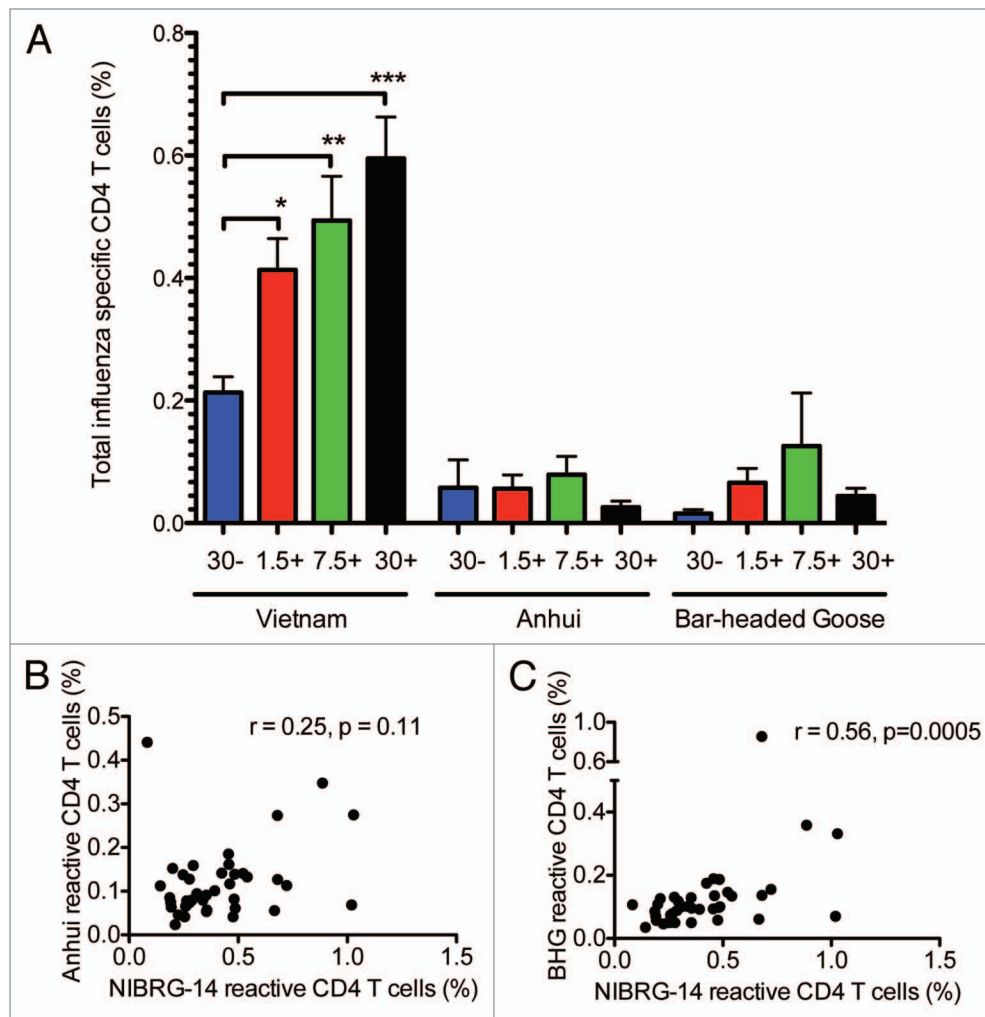 A
Total influenza specific CD4 T cells (%)
0.8
0.6
0.4
0.2
0.0
***
**
*
30- 1.5+ 7.5+ 30+ 30- 1.5+ 7.5+ 30+ 30- 1.5+ 7.5+ 30+
Vietnam Anhui Bar-headed Goose
B
Anhui reactive CD4 T cells (%)
0.5
0.4
0.3
0.2
0.1
0.0
r = 0.25, p = 0.11
0.0 0.5 1.0 1.5
NIBRG-14 reactive CD4 T cells (%)
C
BHG reactive CD4 T cells (%)
1.0
0.6
0.4
0.2
0.0
r = 0.56, p=0.0005
0.0 0.5 1.0 1.5
NIBRG-14 reactive CD4 T cells (%)